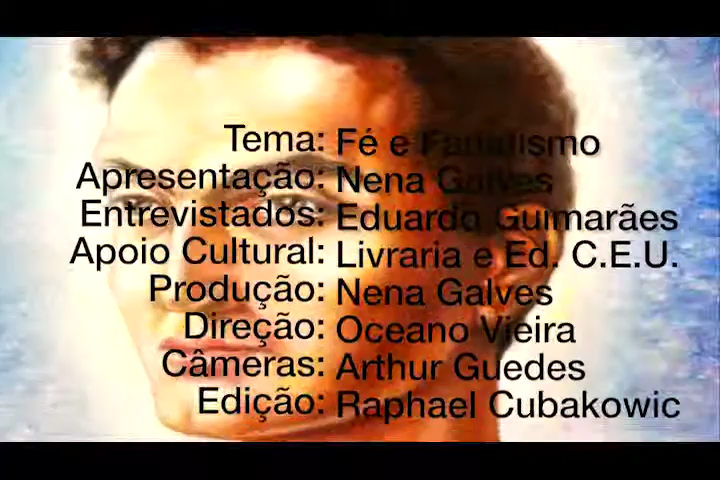 Tema: Fé e Fanatismo
Apresentação: Nena Galves
Entrevistados: Eduardo Guimarães
Apoio Cultural: Livraria e Ed. C.E.U.
Produção: Nena Galves
Direção: Oceano Vieira
Câmeras: Arthur Guedes
Edição: Raphael Cubakowic